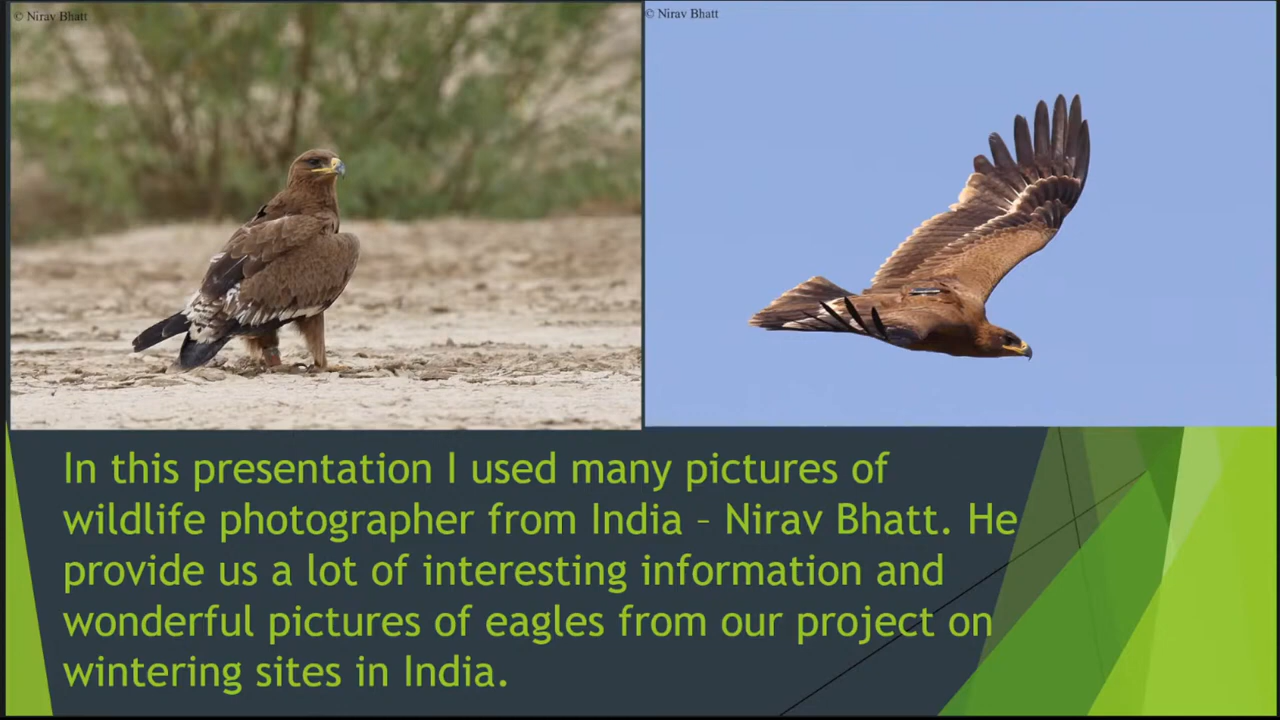 © Nirav Bhatt
© Nirav Bhatt
In this presentation I used many pictures of
wildlife photographer from India – Nirav Bhatt. He
provide us a lot of interesting information and
wonderful pictures of eagles from our project on
wintering sites in India.